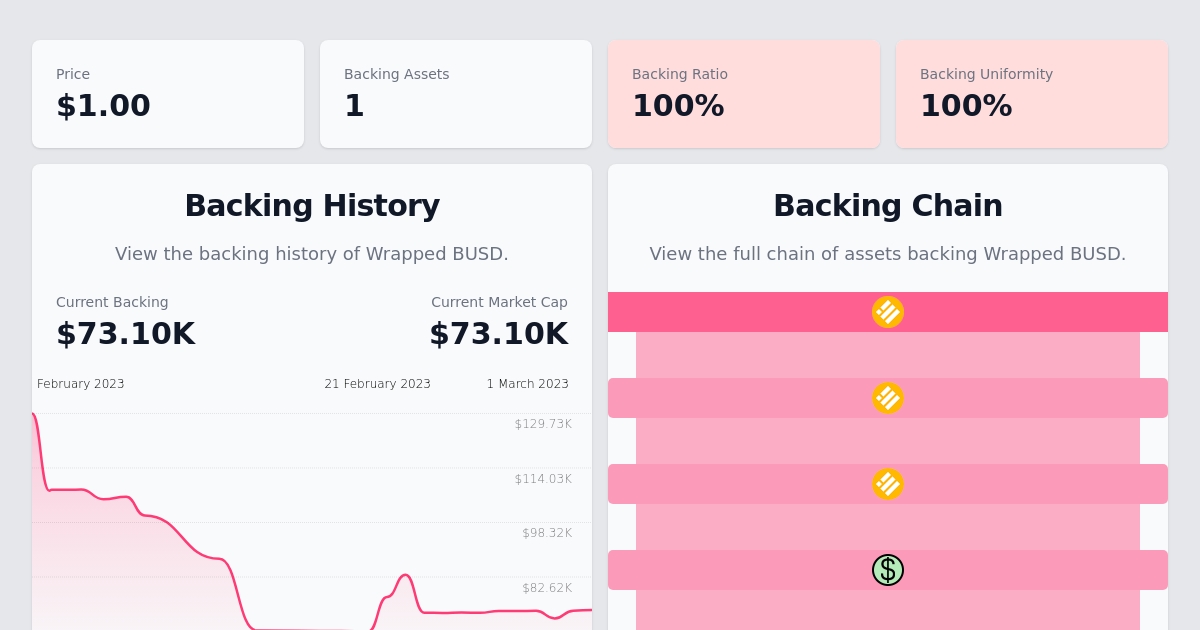 Price
$1.00
Backing Assets
1
Backing Ratio
100%
Backing Uniformity
100%
Backing History
View the backing history of Wrapped BUSD.
Current Backing
$73.10K
Current Market Cap
$73.10K
February 2023
21 February 2023
1 March 2023
$129.73K
$114.03K
$98.32K
$82.62K
Backing Chain
View the full chain of assets backing Wrapped BUSD.
$